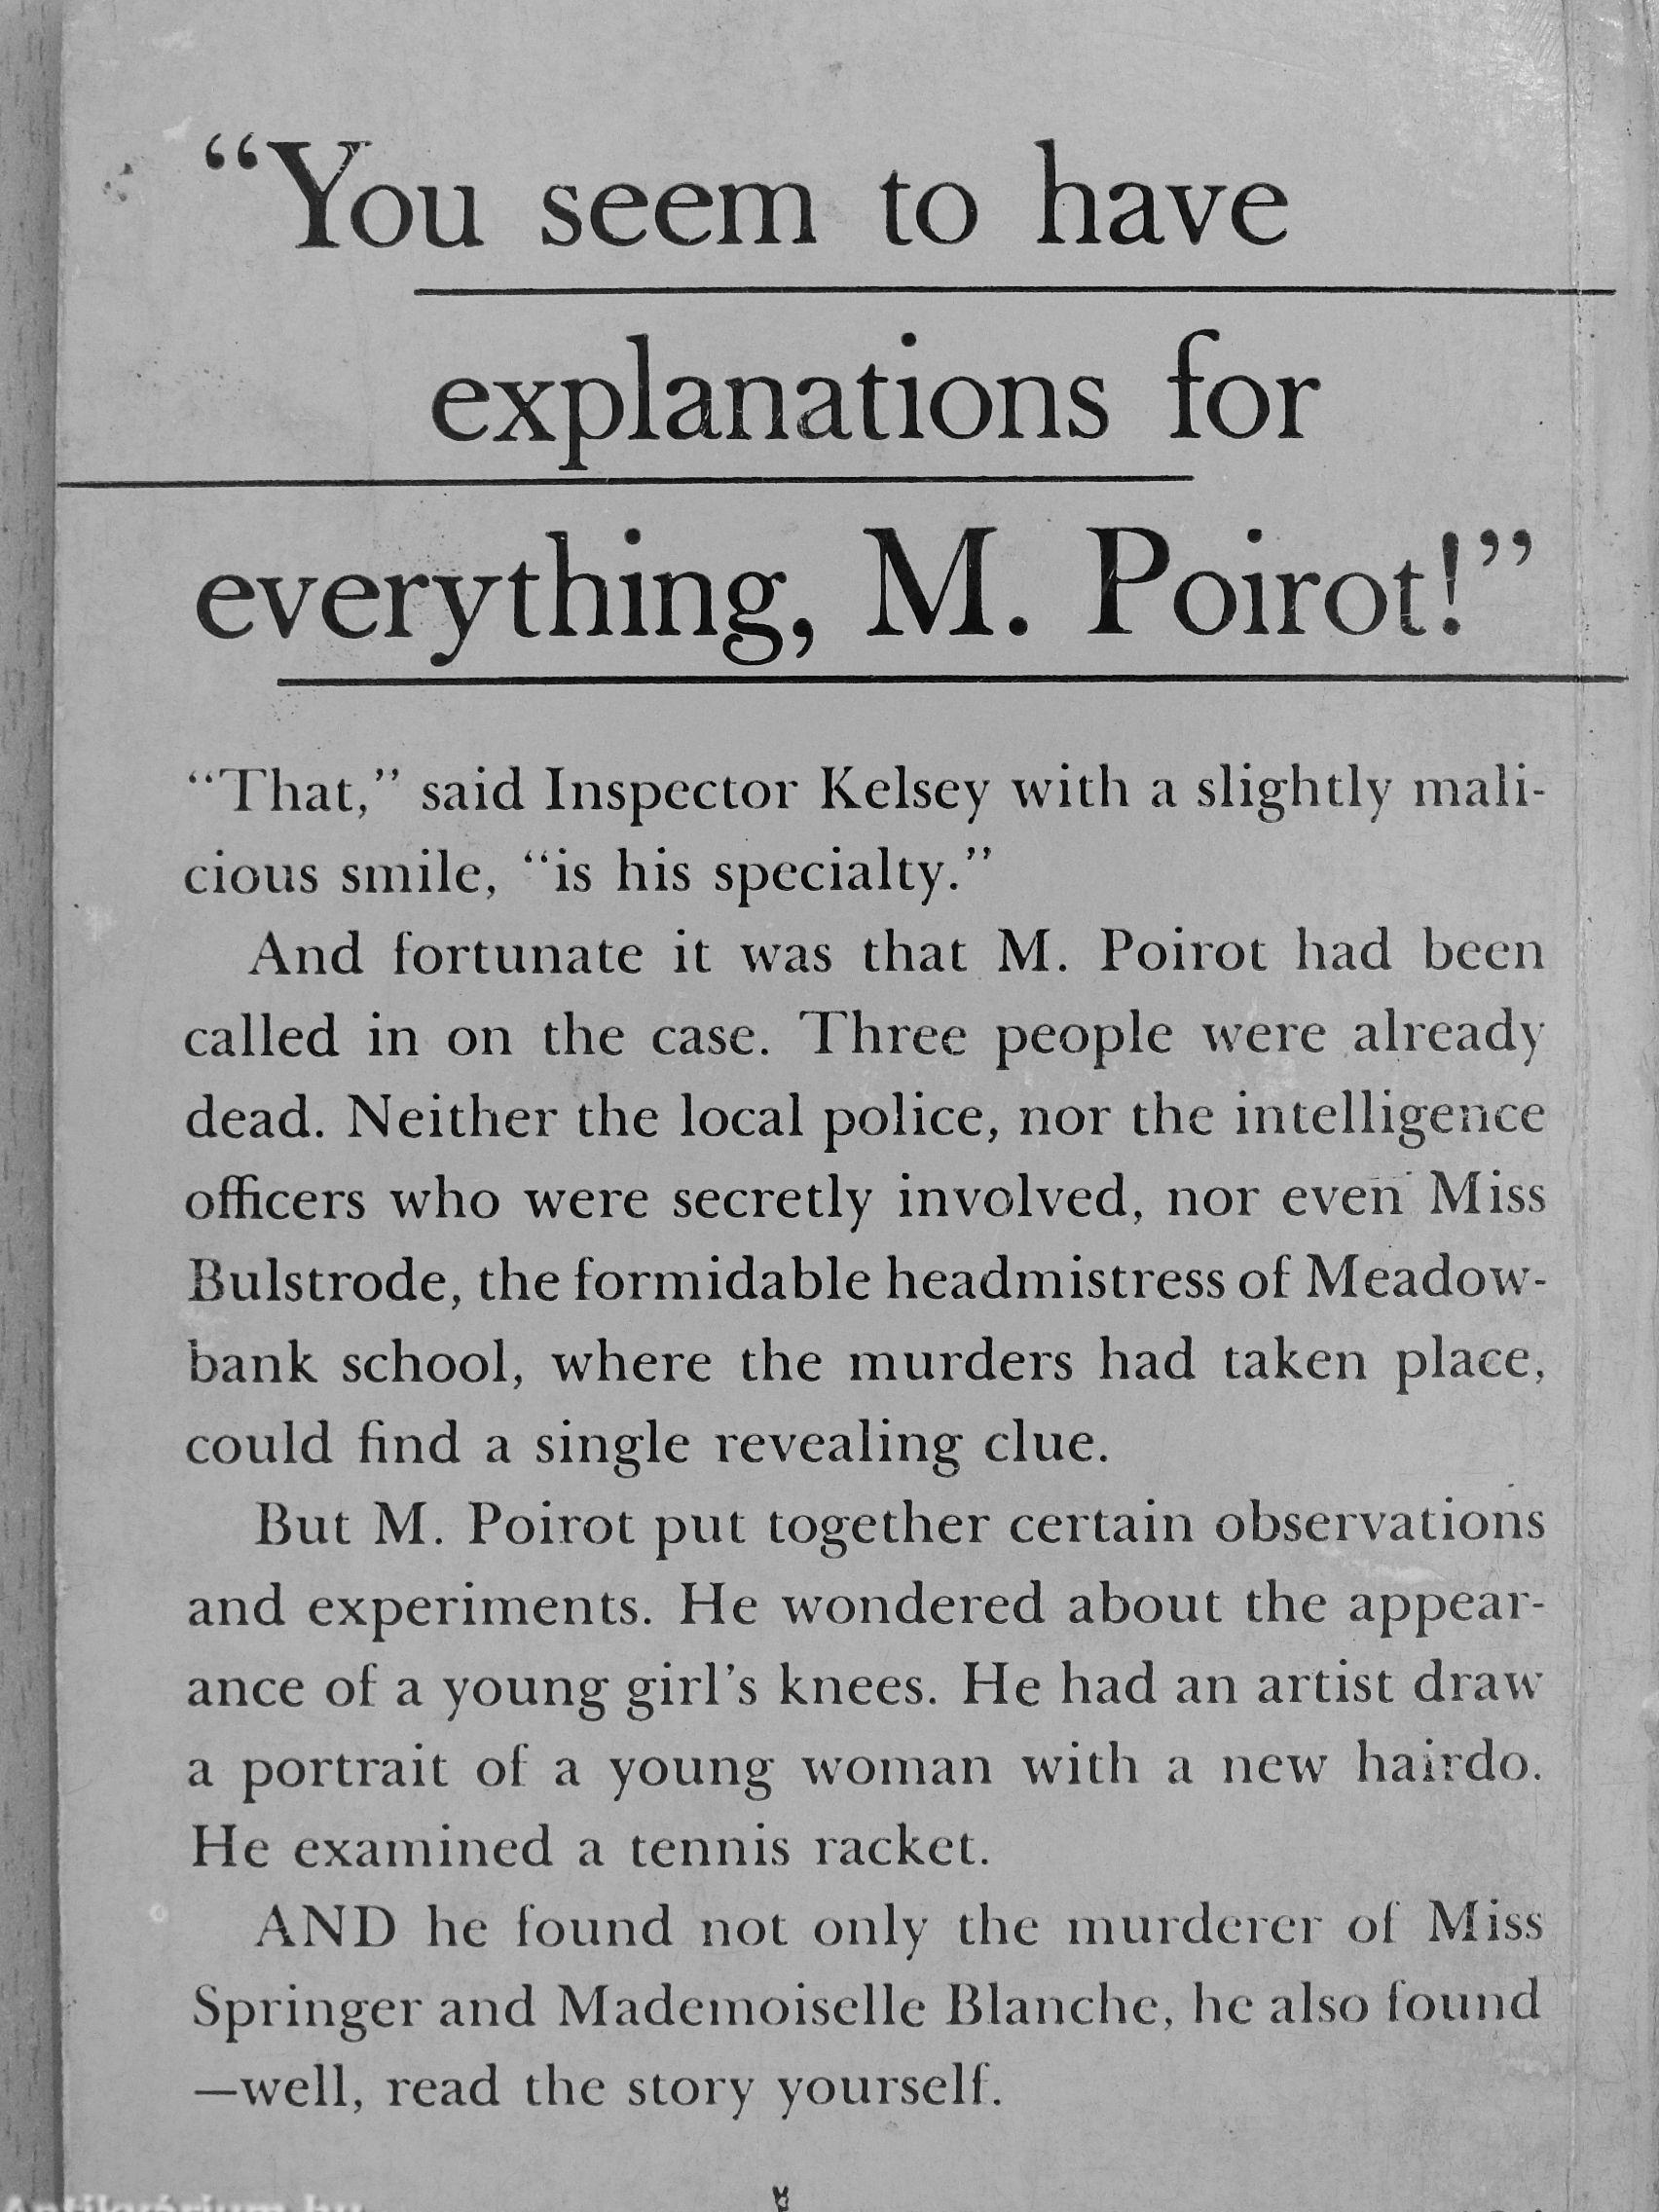 “You seem to have
explanations for
everything, M. Poirot!”
“That,” said Inspector Kelsey with a slightly mali-
cious smile, “is his specialty.”
And fortunate it was that M. Poirot had been
called in on the case. Three people were already
dead. Neither the local police, nor the intelligence
officers who were secretly involved, nor even Miss
Bulstrode, the formidable headmistress of Meadow-
bank school, where the murders had taken place,
could find a single revealing clue.
But M. Poirot put together certain observations
and experiments. He wondered about the appear-
ance of a young girl’s knees. He had an artist draw
a portrait of a young woman with a new hairdo.
He examined a tennis racket.
AND he found not only the murderer of Miss
Springer and Mademoiselle Blanche, he also found
—well, read the story yourself.